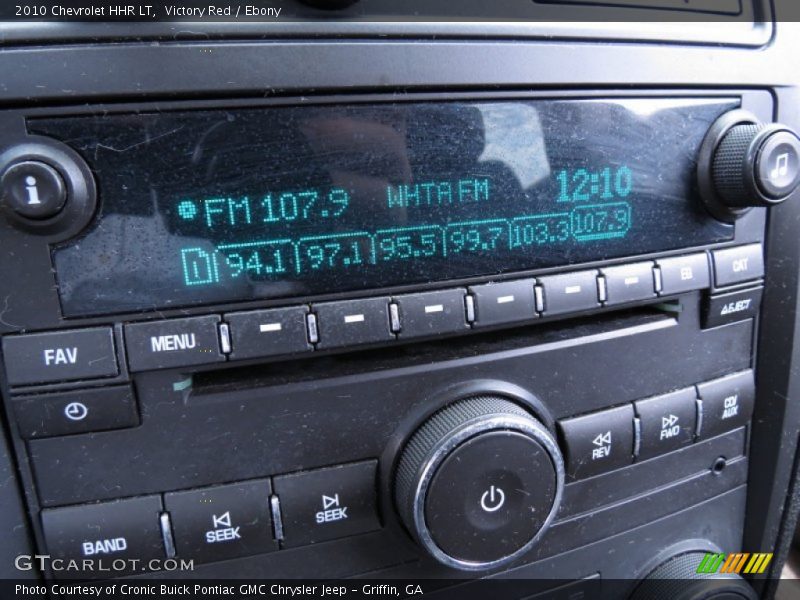 2010 Chevrolet HHR LT, Victory Red / Ebony
i
FM 107.9 WHTA FM 12:10
1 94.1 97.1 95.5 99.7 103.3 107.9
FAV MENU EQ CAT
EJECT
REV FWD CD/AUX
BAND SEEK SEEK
GTCARLOT.COM
Photo Courtesy of Cronic Buick Pontiac GMC Chrysler Jeep - Griffin, GA